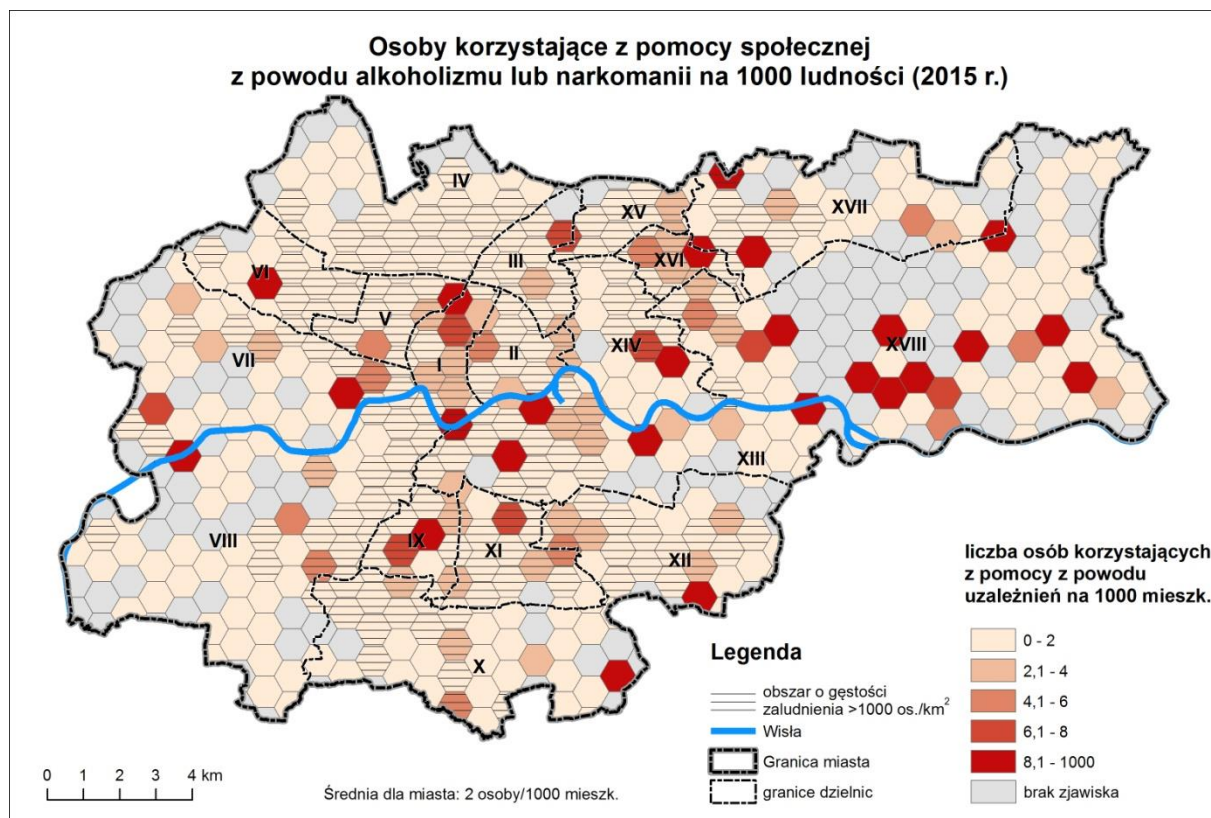 Osoby korzystające z pomocy społecznej
z powodu alkoholizmu lub narkomanii na 1000 ludności (2015 r.)
IV
XV
XVII
III
XVI
VI
V
VII
I
II
XIV
XVIII
XIII
VIII
IX
XI
XII
X
Legenda
obszar o gęstości
zaludnienia >1000 os./km²
Wisła
Granica miasta
granice dzielnic
liczba osób korzystających
z pomocy z powodu
uzależnień na 1000 mieszk.
0 - 2
2,1 - 4
4,1 - 6
6,1 - 8
8,1 - 1000
brak zjawiska
0 1 2 3 4 km
Średnia dla miasta: 2 osoby/1000 mieszk.